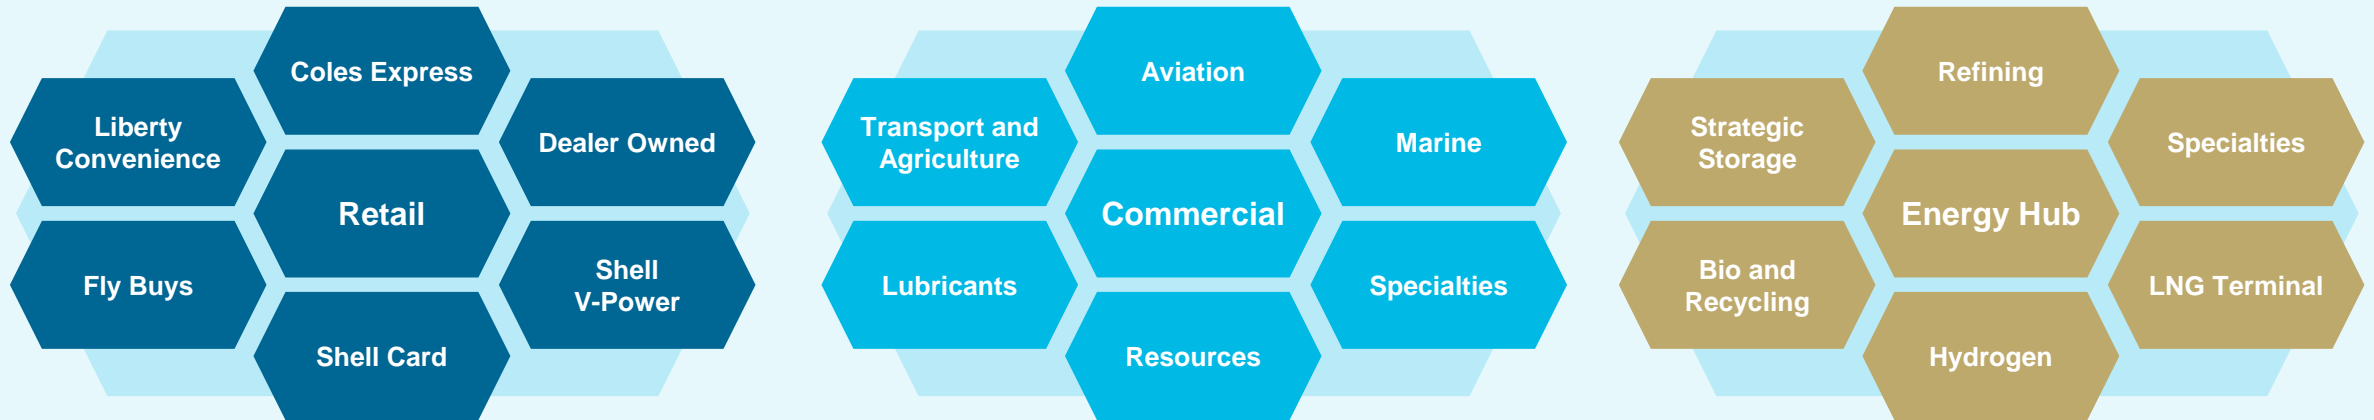 Coles Express
Liberty
Convenience
Dealer Owned
Retail
Fly Buys
Shell
V-Power
Shell Card
Aviation
Transport and
Agriculture
Marine
Commercial
Lubricants
Specialties
Resources
Refining
Strategic
Storage
Specialties
Energy Hub
Bio and
Recycling
LNG Terminal
Hydrogen